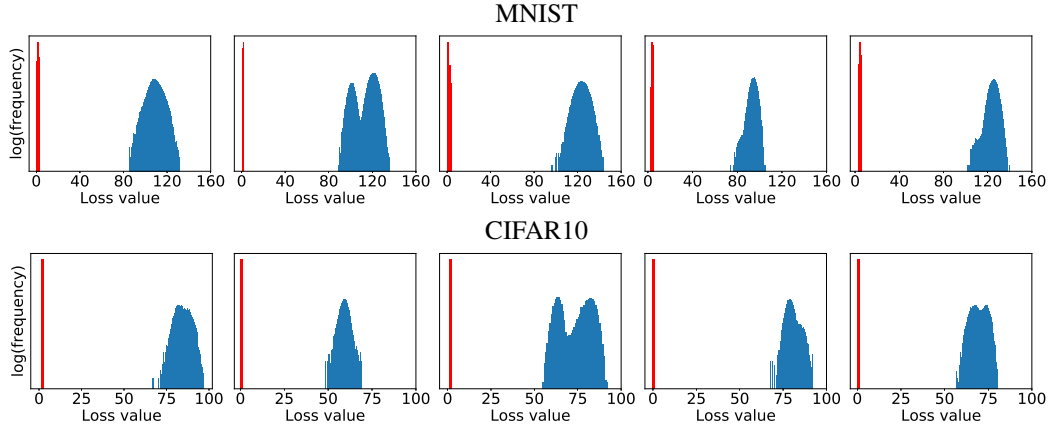 MNIST
log(frequency)
0 40 80 120 160 0 40 80 120 160 0 40 80 120 160 0 40 80 120 160 0 40 80 120 160
Loss value Loss value Loss value Loss value Loss value
CIFAR10
log(frequency)
0 25 50 75 100 0 25 50 75 100 0 25 50 75 100 0 25 50 75 100 0 25 50 75 100
Loss value Loss value Loss value Loss value Loss value